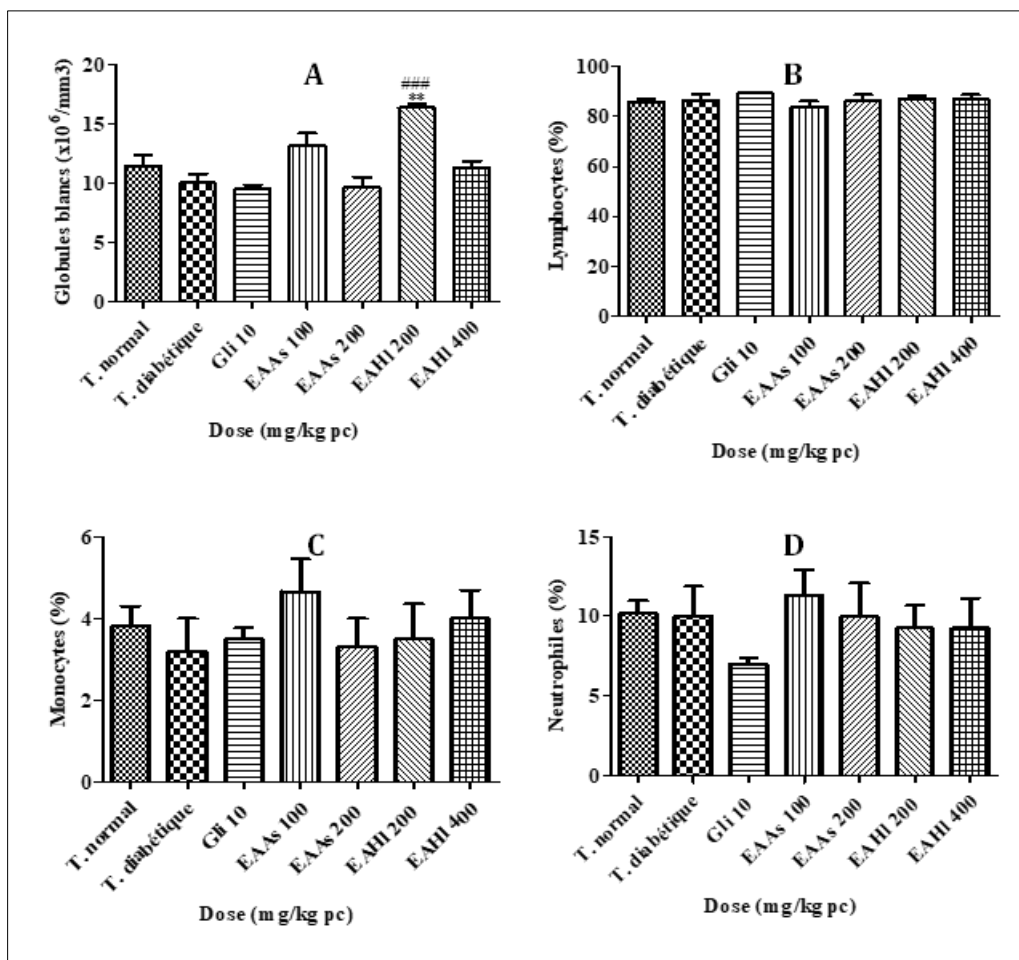 A
Globules blancs (x10^6/mm3)
20
15
10
5
0
###
**
T. normal
T. diabétique
Gli 10
EAAs 100
EAAs 200
EAHl 200
EAHl 400
Dose (mg/kg pc)
B
Lymphocytes (%)
100
80
60
40
20
0
T. normal
T. diabétique
Gli 10
EAAs 100
EAAs 200
EAHl 200
EAHl 400
Dose (mg/kg pc)
C
Monocytes (%)
6
4
2
0
T. normal
T. diabétique
Gli 10
EAAs 100
EAAs 200
EAHl 200
EAHl 400
Dose (mg/kg pc)
D
Neutrophiles (%)
15
10
5
0
T. normal
T. diabétique
Gli 10
EAAs 100
EAAs 200
EAHl 200
EAHl 400
Dose (mg/kg pc)